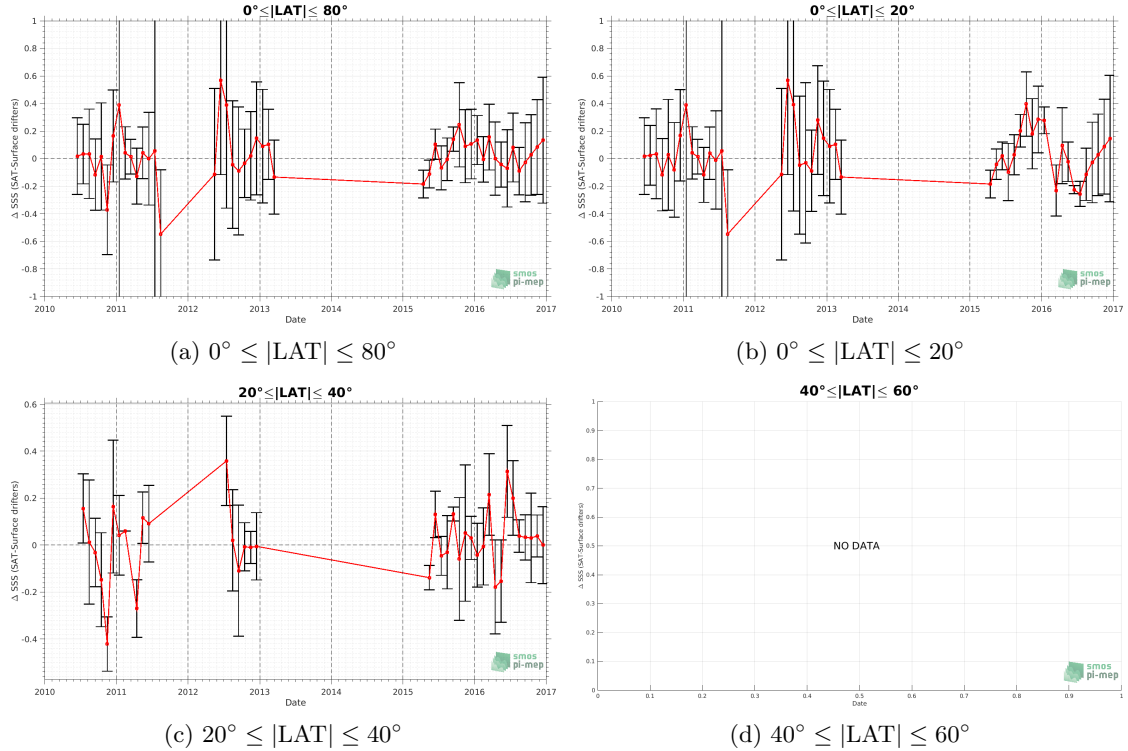 0°≤|LAT|≤ 80°
Δ SSS (SAT-Surface drifters)
1
0.8
0.6
0.4
0.2
0
-0.2
-0.4
-0.6
-0.8
-1
2010 2011 2012 2013 2014 2015 2016 2017
Date
smos
pi-mep
(a) 0° ≤ |LAT| ≤ 80°
0°≤|LAT|≤ 20°
Δ SSS (SAT-Surface drifters)
1
0.8
0.6
0.4
0.2
0
-0.2
-0.4
-0.6
-0.8
-1
2010 2011 2012 2013 2014 2015 2016 2017
Date
smos
pi-mep
(b) 0° ≤ |LAT| ≤ 20°
20°≤|LAT|≤ 40°
Δ SSS (SAT-Surface drifters)
0.6
0.4
0.2
0
-0.2
-0.4
2010 2011 2012 2013 2014 2015 2016 2017
Date
smos
pi-mep
(c) 20° ≤ |LAT| ≤ 40°
40°≤|LAT|≤ 60°
Δ SSS (SAT-Surface drifters)
1
0.9
0.8
0.7
0.6
0.5
0.4
0.3
0.2
0.1
0
NO DATA
0 0.1 0.2 0.3 0.4 0.5 0.6 0.7 0.8 0.9 1
Date
smos
pi-mep
(d) 40° ≤ |LAT| ≤ 60°